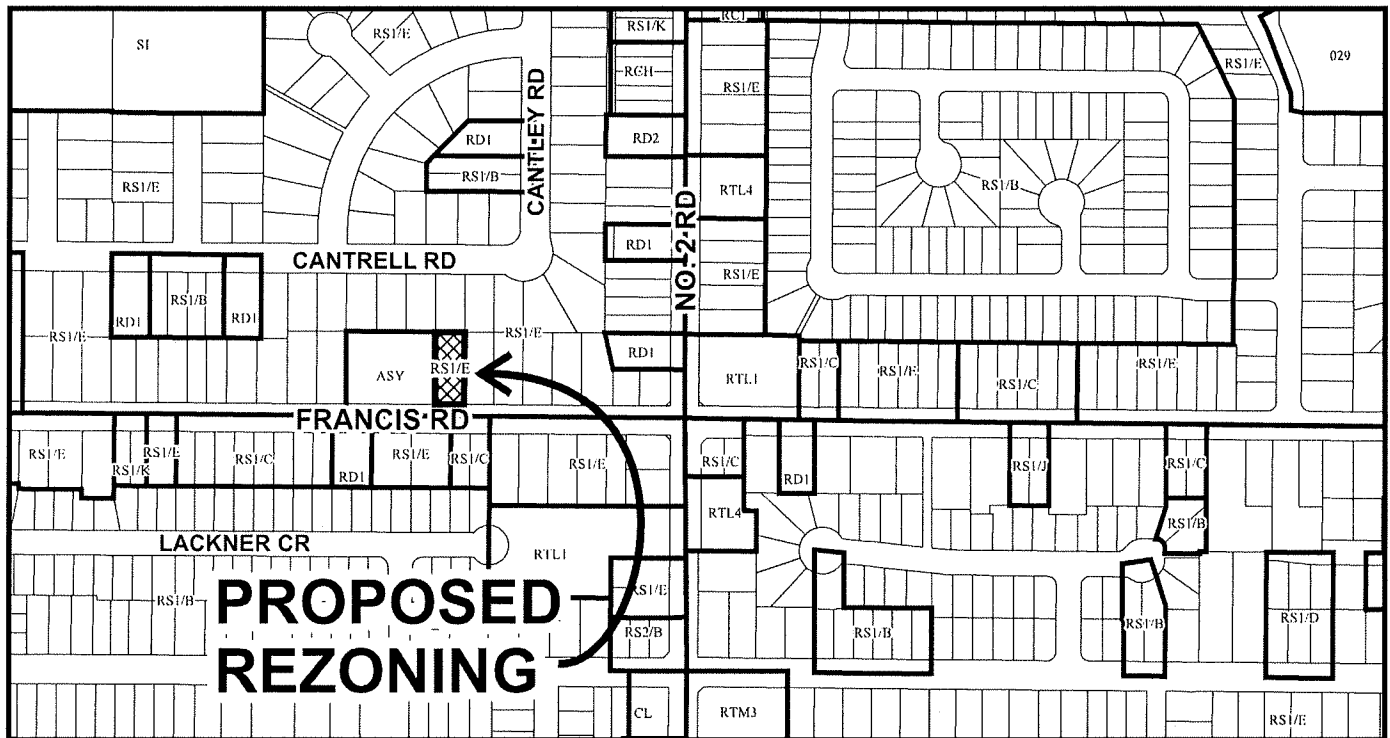 SI
RS1/E
RS1/K
RC1
RCH
RS1/E
RS1/E
029
RD1
CANTLEY RD
RD2
RS1/E
RS1/B
RTL4
RS1/B
NO. 2 RD
CANTRELL RD
RD1
RS1/E
RD1
RS1/B
RD1
RS1/E
RS1/E
ASY
RS1/E
RD1
RTL1
RS1/C
RS1/E
RS1/C
RS1/E
FRANCIS RD
RS1/E
RS1/K
RS1/E
RS1/C
RD1
RS1/E
RS1/C
RS1/E
RS1/C
RD1
RS1/J
RS1/C
RTL4
RS1/B
LACKNER CR
RTL1
RS1/B
RS1/E
RS1/B
RS1/B
RS1/D
PROPOSED
REZONING
RS2/B
CL
RTM3
RS1/E